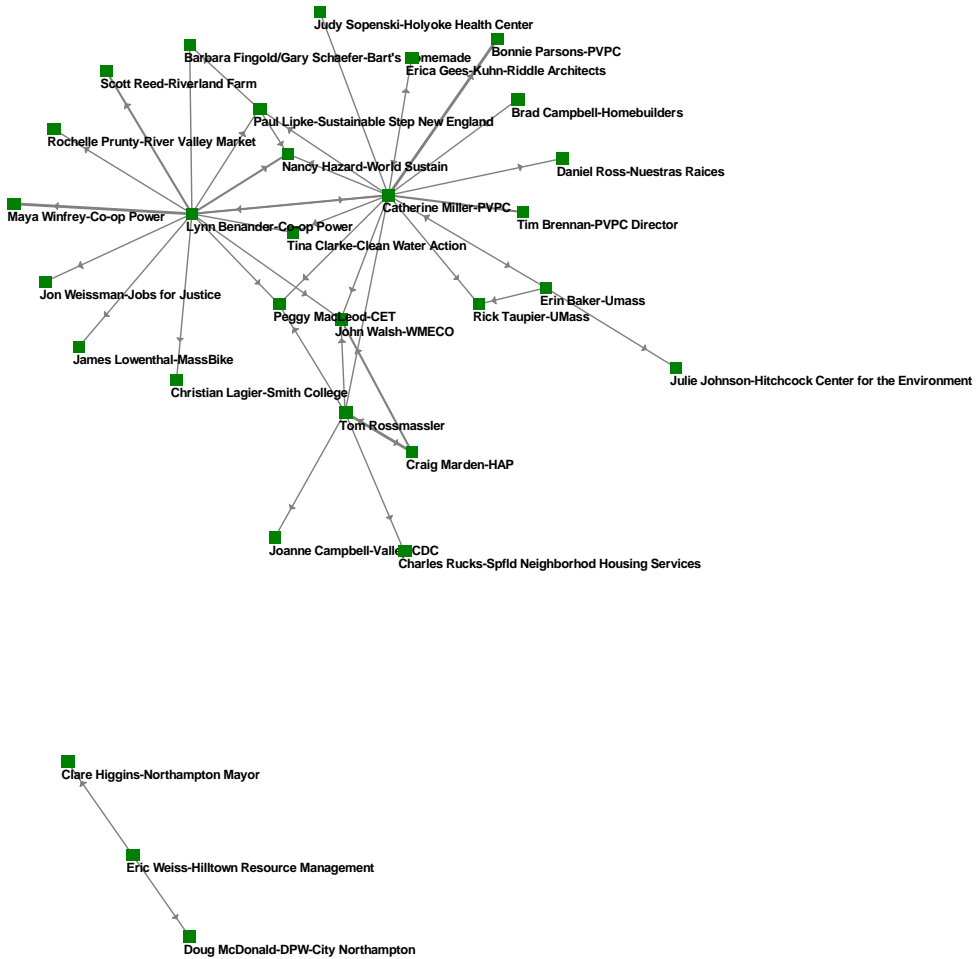 Judy Sopenski-Holyoke Health Center
Bonnie Parsons-PVPC
Barbara Fingold/Gary Schaefer-Bart's Homemade
Erica Gees-Kuhn-Riddle Architects
Scott Reed-Riverland Farm
Brad Campbell-Homebuilders
Paul Lipke-Sustainable Step New England
Rochelle Prunty-River Valley Market
Nancy Hazard-World Sustain
Daniel Ross-Nuestras Raices
Catherine Miller-PVPC
Maya Winfrey-Co-op Power
Tim Brennan-PVPC Director
Lynn Benander-Co-op Power
Tina Clarke-Clean Water Action
Jon Weissman-Jobs for Justice
Erin Baker-Umass
Peggy MacLeod-CET
Rick Taupier-UMass
John Walsh-WMECO
James Lowenthal-MassBike
Julie Johnson-Hitchcock Center for the Environment
Christian Lagier-Smith College
Tom Rossmassler
Craig Marden-HAP
Joanne Campbell-Valley CDC
Charles Rucks-Spfld Neighborhod Housing Services
Clare Higgins-Northampton Mayor
Eric Weiss-Hilltown Resource Management
Doug McDonald-DPW-City Northampton